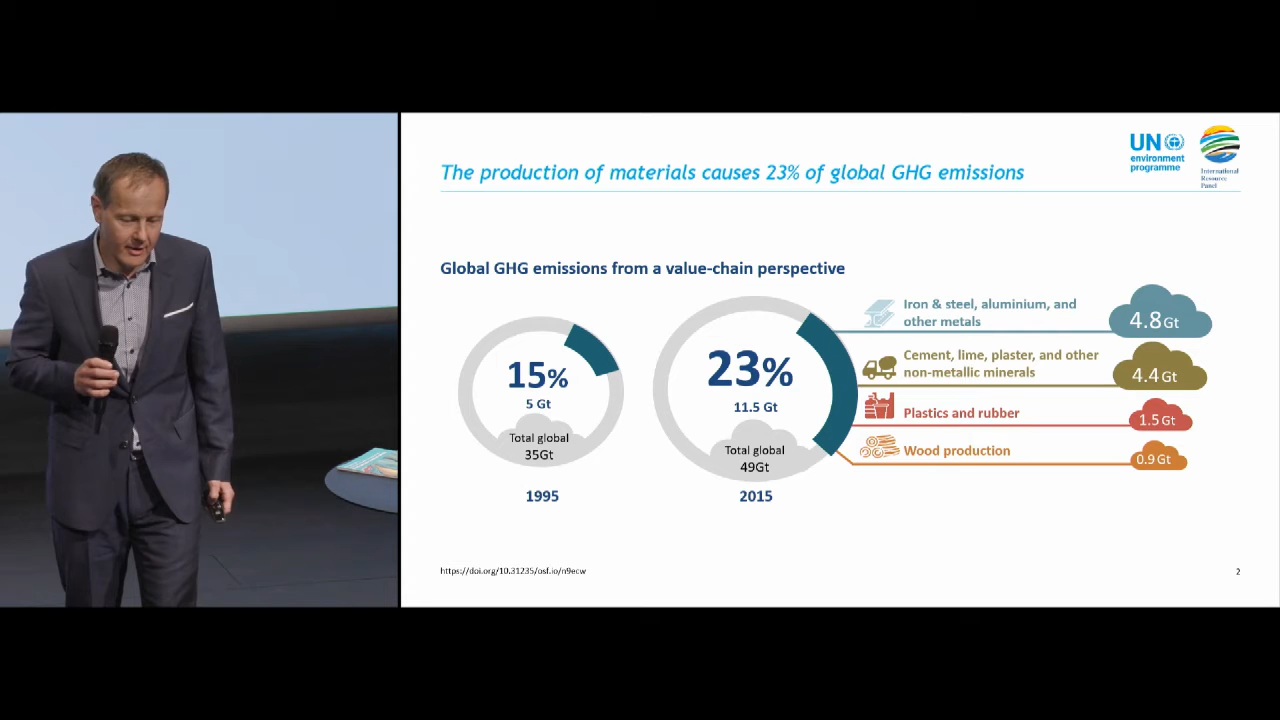 The production of materials causes 23% of global GHG emissions
UN
environment
programme
International
Resource
Panel
Global GHG emissions from a value-chain perspective
15%
5 Gt
Total global
35Gt
1995
23%
11.5 Gt
Total global
49Gt
2015
Iron & steel, aluminium, and
other metals
4.8Gt
Cement, lime, plaster, and other
non-metallic minerals
4.4Gt
Plastics and rubber
1.5Gt
Wood production
0.9Gt
https://doi.org/10.31235/osf.io/n9ecw
2